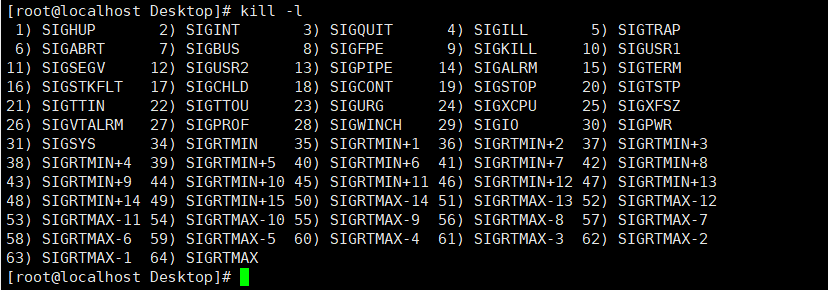 [root@localhost Desktop]# kill -l
 1) SIGHUP       2) SIGINT       3) SIGQUIT      4) SIGILL       5) SIGTRAP
 6) SIGABRT      7) SIGBUS       8) SIGFPE       9) SIGKILL     10) SIGUSR1
11) SIGSEGV     12) SIGUSR2     13) SIGPIPE     14) SIGALRM     15) SIGTERM
16) SIGSTKFLT   17) SIGCHLD     18) SIGCONT     19) SIGSTOP     20) SIGTSTP
21) SIGTTIN     22) SIGTTOU     23) SIGURG      24) SIGXCPU     25) SIGXFSZ
26) SIGVTALRM   27) SIGPROF     28) SIGWINCH    29) SIGIO       30) SIGPWR
31) SIGSYS      34) SIGRTMIN    35) SIGRTMIN+1  36) SIGRTMIN+2  37) SIGRTMIN+3
38) SIGRTMIN+4  39) SIGRTMIN+5  40) SIGRTMIN+6  41) SIGRTMIN+7  42) SIGRTMIN+8
43) SIGRTMIN+9  44) SIGRTMIN+10 45) SIGRTMIN+11 46) SIGRTMIN+12 47) SIGRTMIN+13
48) SIGRTMIN+14 49) SIGRTMIN+15 50) SIGRTMAX-14 51) SIGRTMAX-13 52) SIGRTMAX-12
53) SIGRTMAX-11 54) SIGRTMAX-10 55) SIGRTMAX-9  56) SIGRTMAX-8  57) SIGRTMAX-7
58) SIGRTMAX-6  59) SIGRTMAX-5  60) SIGRTMAX-4  61) SIGRTMAX-3  62) SIGRTMAX-2
63) SIGRTMAX-1  64) SIGRTMAX
[root@localhost Desktop]#